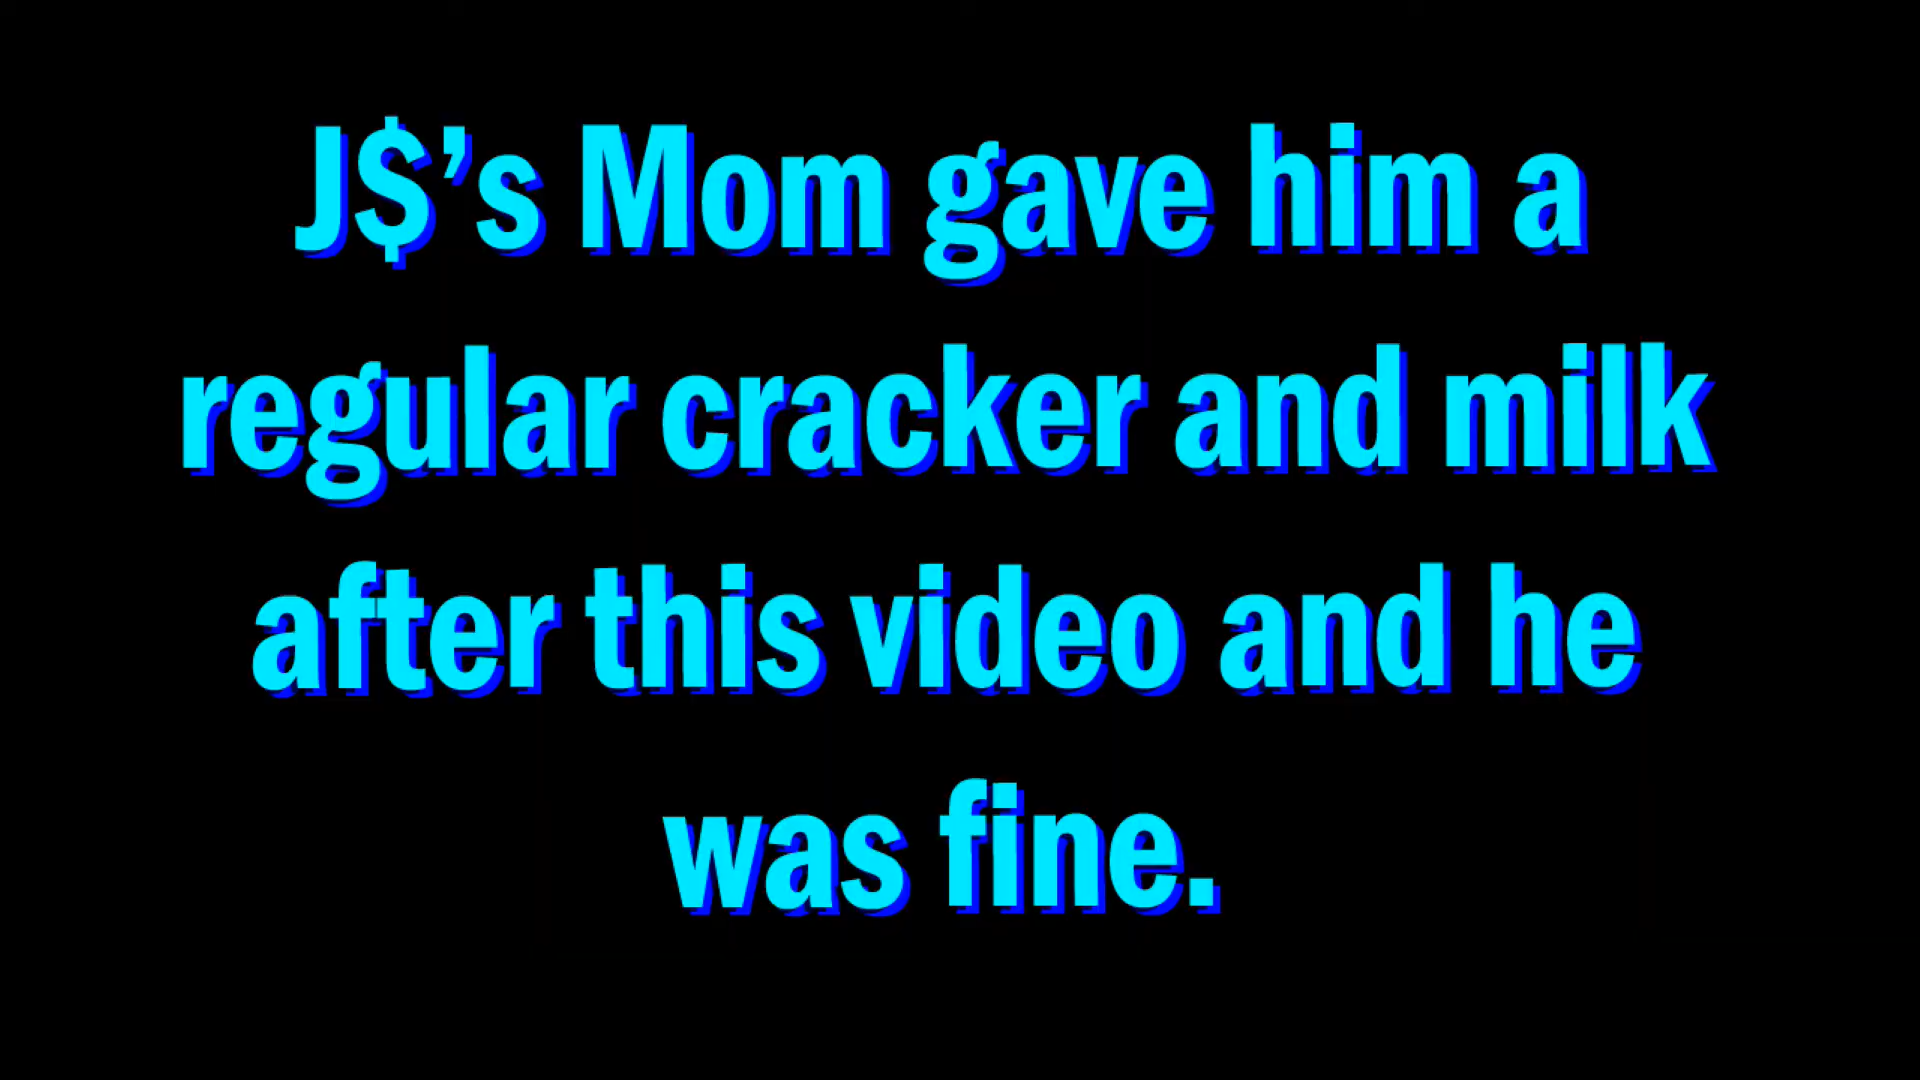 J$’s Mom gave him a
regular cracker and milk
after this video and he
was fine.